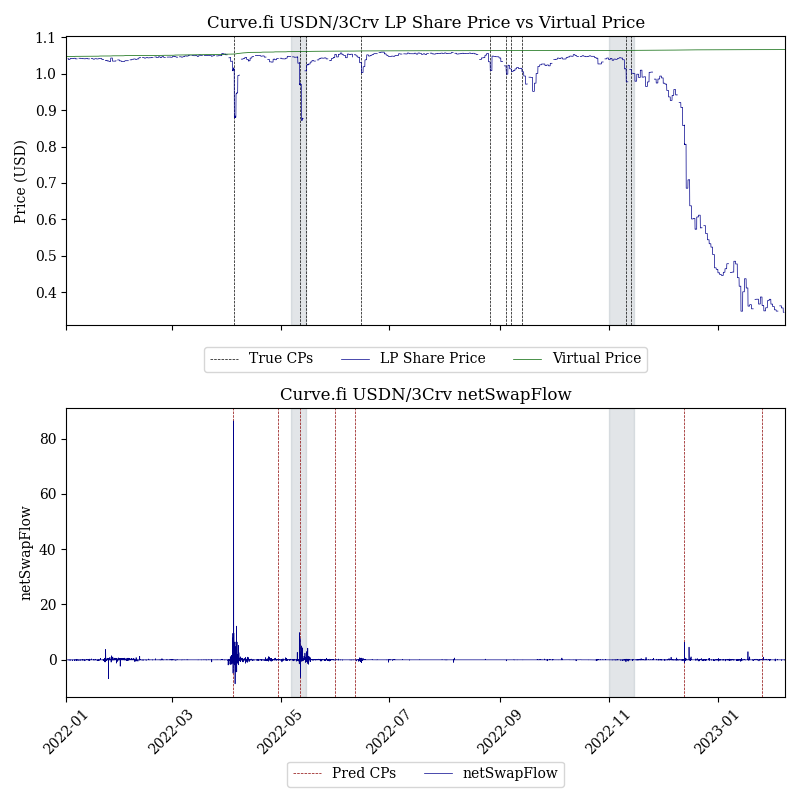 Curve.fi USDN/3Crv LP Share Price vs Virtual Price
1.1
1.0
0.9
0.8
0.7
0.6
0.5
0.4
Price (USD)
True CPs LP Share Price Virtual Price
Curve.fi USDN/3Crv netSwapFlow
80
60
40
20
0
netSwapFlow
2022-01 2022-03 2022-05 2022-07 2022-09 2022-11 2023-01
Pred CPs netSwapFlow